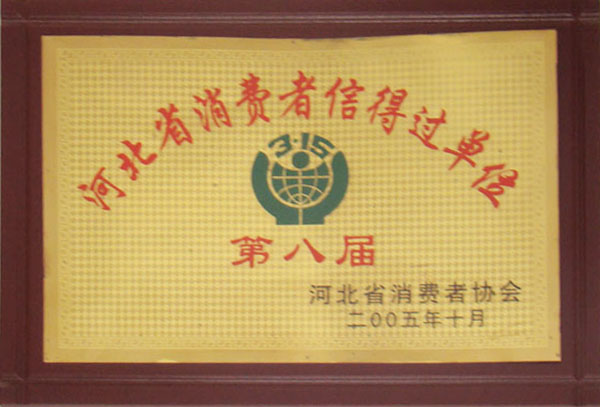 河北省消费者信得过单位
3·15
第八届
河北省消费者协会
二00五年十月